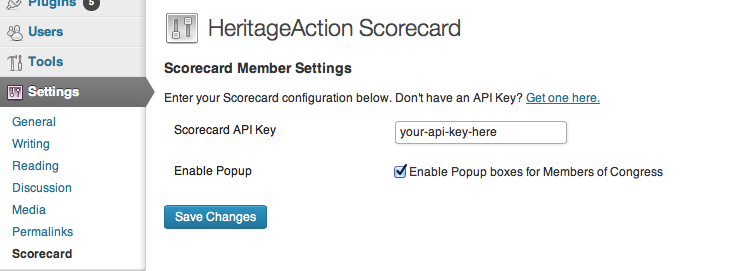 Plugins 5
Users
Tools
Settings
General
Writing
Reading
Discussion
Media
Permalinks
Scorecard
HeritageAction Scorecard
Scorecard Member Settings
Enter your Scorecard configuration below. Don't have an API Key? Get one here.
Scorecard API Key your-api-key-here
Enable Popup Enable Popup boxes for Members of Congress
Save Changes